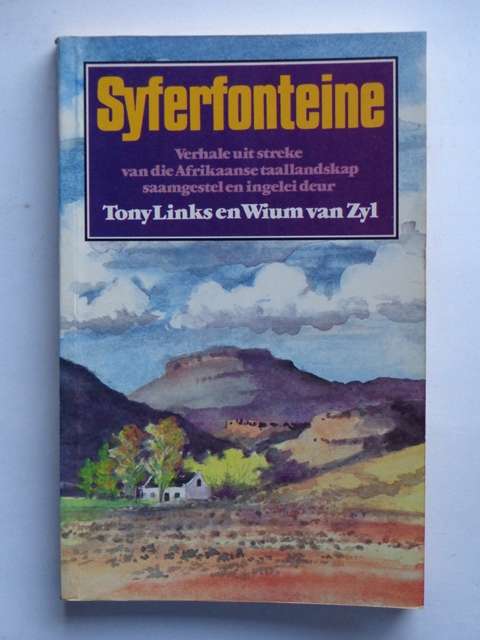 Syferfonteine
Verhale uit streke
van die Afrikaanse taallandskap
saamgestel en ingelei deur
Tony Links en Wium van Zyl